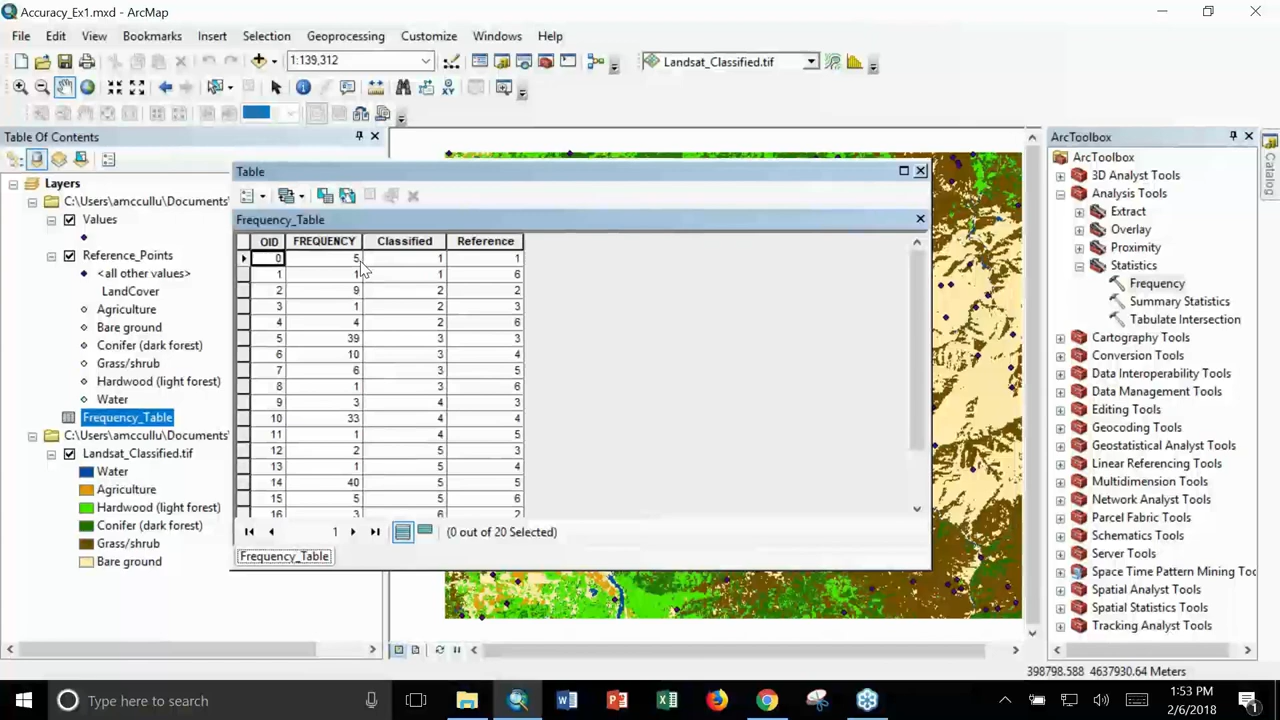 Accuracy_Ex1.mxd - ArcMap
File Edit View Bookmarks Insert Selection Geoprocessing Customize Windows Help
1:139,312
Landsat_Classified.tif
Table Of Contents
Layers
C:\Users\amccullu\Documents'
Values
Reference_Points
<all other values>
LandCover
Agriculture
Bare ground
Conifer (dark forest)
Grass/shrub
Hardwood (light forest)
Water
Frequency_Table
C:\Users\amccullu\Documents'
Landsat_Classified.tif
Water
Agriculture
Hardwood (light forest)
Conifer (dark forest)
Grass/shrub
Bare ground
Table
Frequency_Table
OID FREQUENCY Classified Reference
0 5 1 1
1 1 1 6
2 9 2 2
3 1 2 3
4 4 2 6
5 39 3 3
6 10 3 4
7 6 3 5
8 1 3 6
9 3 4 3
10 33 4 4
11 1 4 5
12 2 5 3
13 1 5 4
14 40 5 5
15 5 5 6
16 3 6 2
1 (0 out of 20 Selected)
Frequency_Table
ArcToolbox
ArcToolbox
3D Analyst Tools
Analysis Tools
Extract
Overlay
Proximity
Statistics
Frequency
Summary Statistics
Tabulate Intersection
Cartography Tools
Conversion Tools
Data Interoperability Tools
Data Management Tools
Editing Tools
Geocoding Tools
Geostatistical Analyst Tools
Linear Referencing Tools
Multidimension Tools
Network Analyst Tools
Parcel Fabric Tools
Schematics Tools
Server Tools
Space Time Pattern Mining Toc
Spatial Analyst Tools
Spatial Statistics Tools
Tracking Analyst Tools
Catalog
398798.588 4637930.64 Meters
Type here to search
1:53 PM
2/6/2018
1